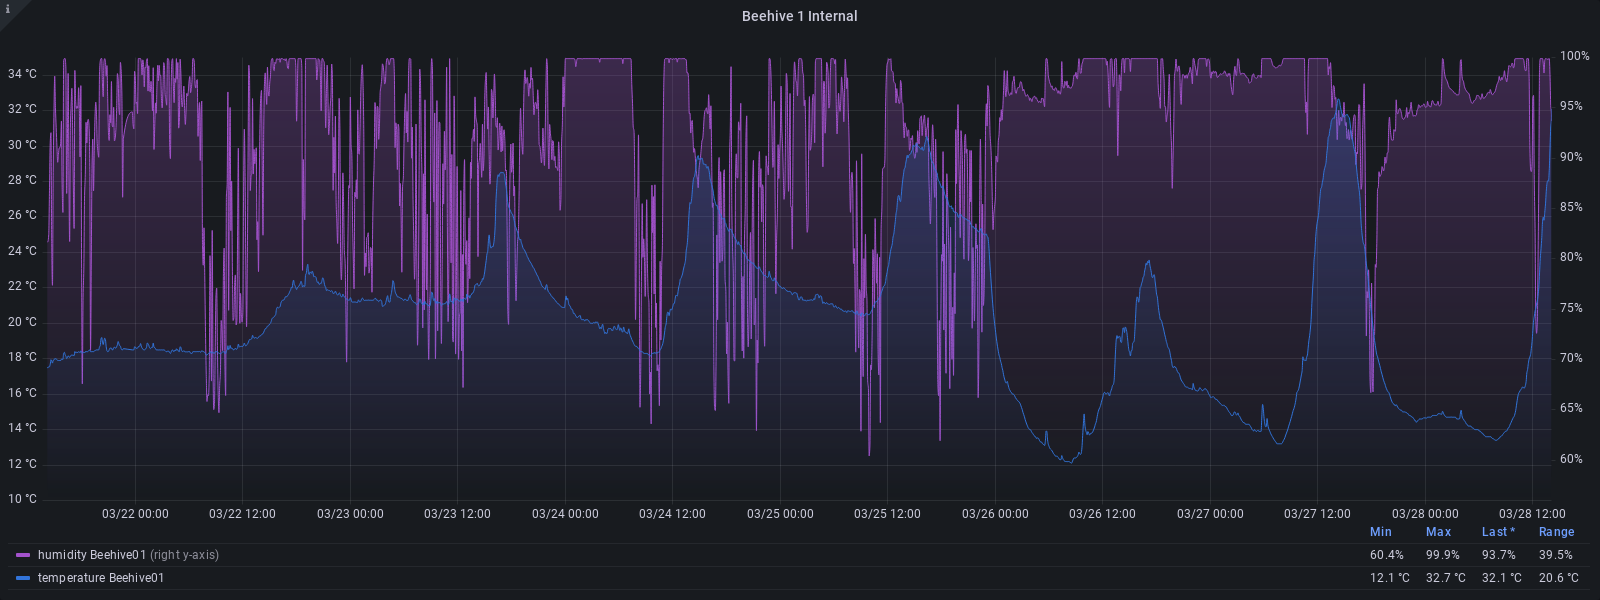 i
Beehive 1 Internal
34 °C
32 °C
30 °C
28 °C
26 °C
24 °C
22 °C
20 °C
18 °C
16 °C
14 °C
12 °C
10 °C
100%
95%
90%
85%
80%
75%
70%
65%
60%
03/22 00:00 03/22 12:00 03/23 00:00 03/23 12:00 03/24 00:00 03/24 12:00 03/25 00:00 03/25 12:00 03/26 00:00 03/26 12:00 03/27 00:00 03/27 12:00 03/28 00:00 03/28 12:00
Min Max Last * Range
humidity Beehive01 (right y-axis) 60.4% 99.9% 93.7% 39.5%
temperature Beehive01 12.1 °C 32.7 °C 32.1 °C 20.6 °C